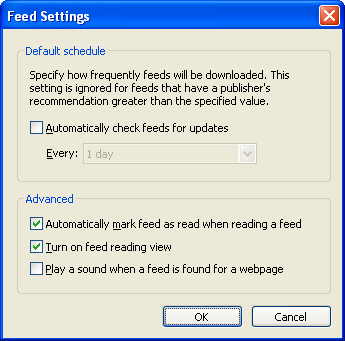 Feed Settings
Default schedule
Specify how frequently feeds will be downloaded. This
setting is ignored for feeds that have a publisher's
recommendation greater than the specified value.
Automatically check feeds for updates
Every: 1 day
Advanced
Automatically mark feed as read when reading a feed
Turn on feed reading view
Play a sound when a feed is found for a webpage
OK Cancel